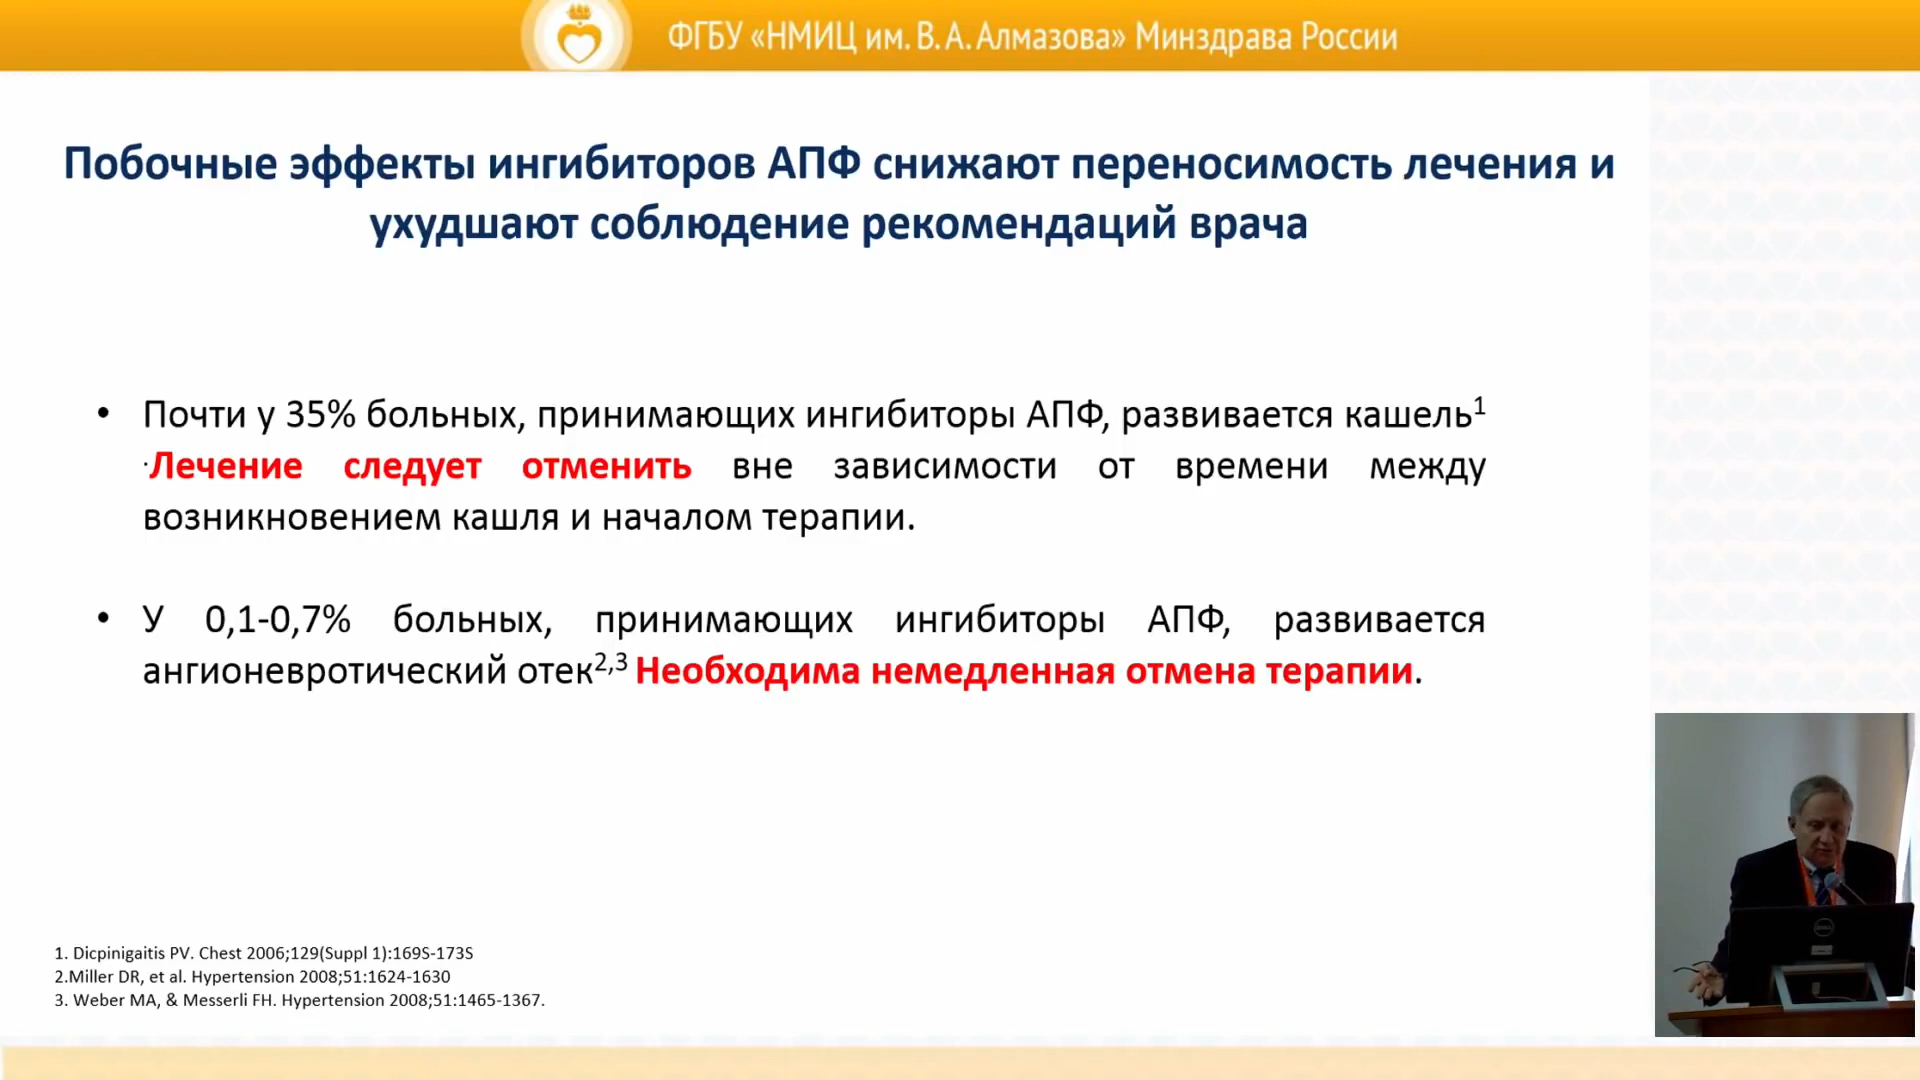 ФГБУ «НМИЦ им. В. А. Алмазова» Минздрава России
Побочные эффекты ингибиторов АПФ снижают переносимость лечения и
ухудшают соблюдение рекомендаций врача
• Почти у 35% больных, принимающих ингибиторы АПФ, развивается кашель¹
.Лечение следует отменить вне зависимости от времени между
возникновением кашля и началом терапии.
• У 0,1-0,7% больных, принимающих ингибиторы АПФ, развивается
ангионевротический отек²,³ Необходима немедленная отмена терапии.
1. Dicpinigaitis PV. Chest 2006;129(Suppl 1):169S-173S
2.Miller DR, et al. Hypertension 2008;51:1624-1630
3. Weber MA, & Messerli FH. Hypertension 2008;51:1465-1367.
DELL